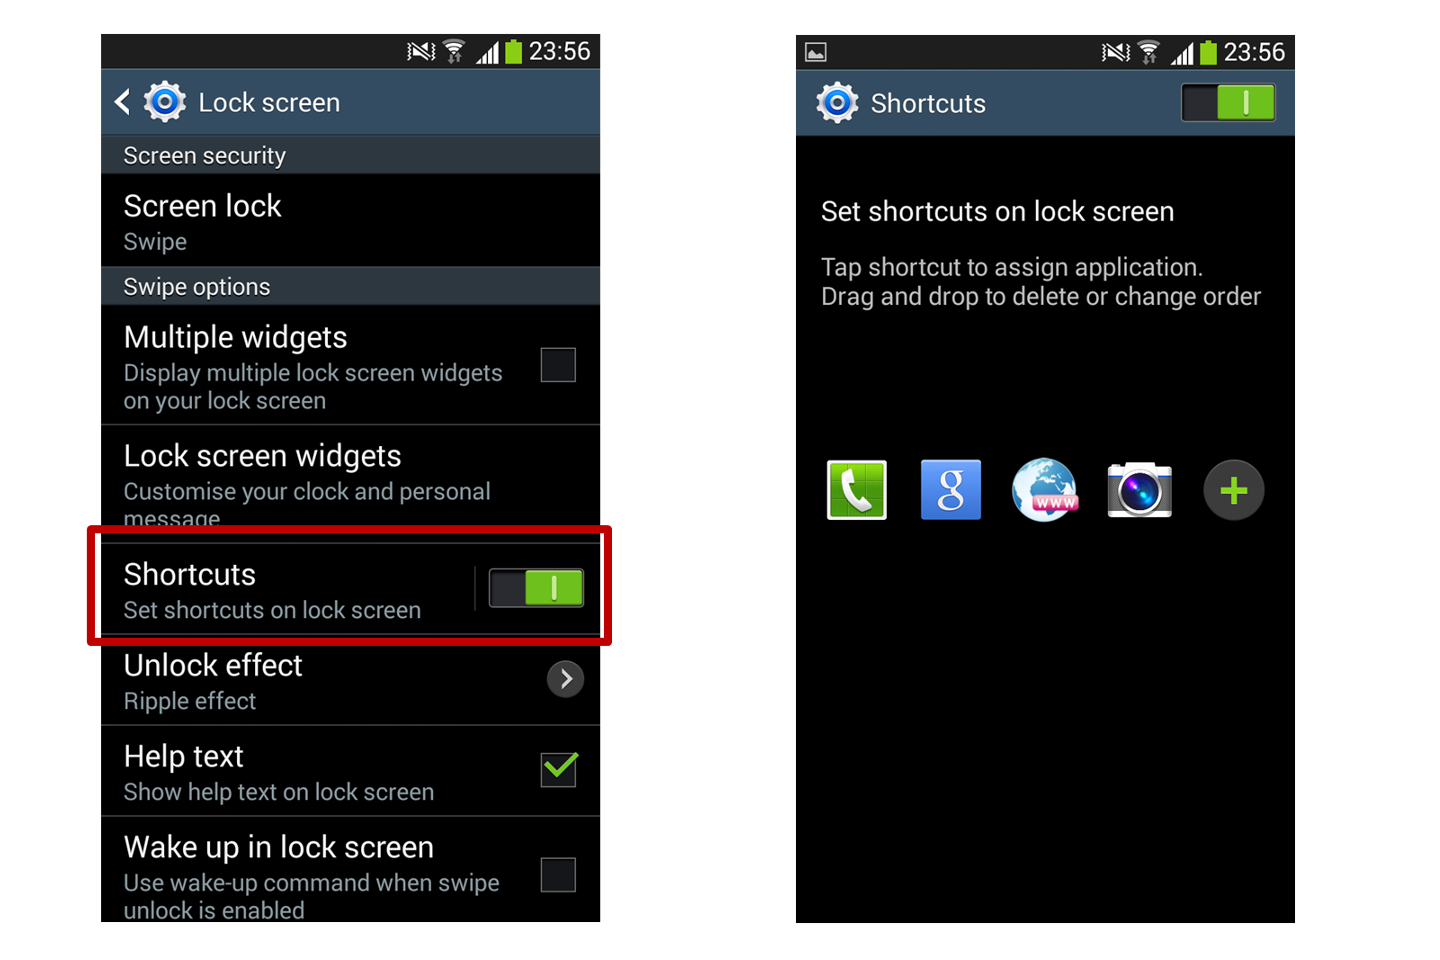 23:56
Lock screen
Screen security
Screen lock
Swipe
Swipe options
Multiple widgets
Display multiple lock screen widgets
on your lock screen
Lock screen widgets
Customise your clock and personal
message
Shortcuts
Set shortcuts on lock screen
Unlock effect
Ripple effect
Help text
Show help text on lock screen
Wake up in lock screen
Use wake-up command when swipe
unlock is enabled
23:56
Shortcuts
Set shortcuts on lock screen
Tap shortcut to assign application.
Drag and drop to delete or change order
g
www